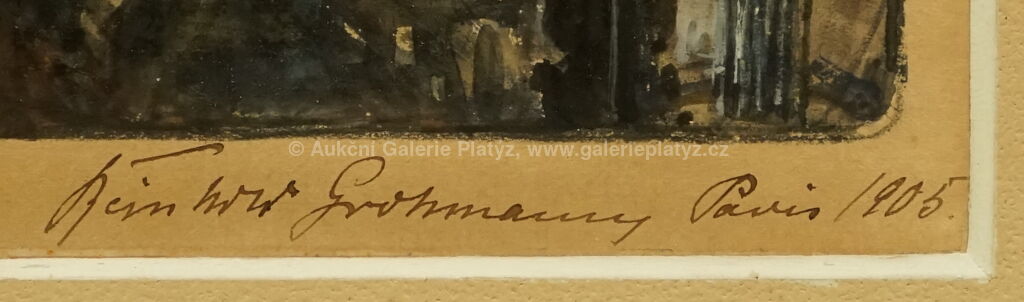 © Aukcni Galerie Platyz, www.galerieplatyz.cz
Reinhold Grohmann, Paris 1905.